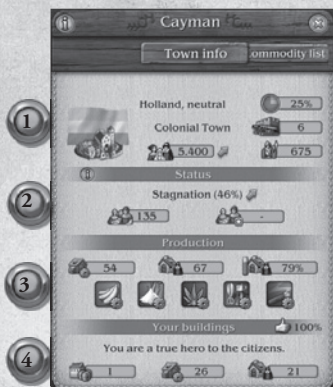 Cayman
Town info
ommodity list
1
Holland, neutral
25%
Colonial Town
6
5.400
675
Status
2
Stagnation (46%)
135
-
Production
3
54
67
79%
Your buildings
100%
4
You are a true hero to the citizens.
1
26
21